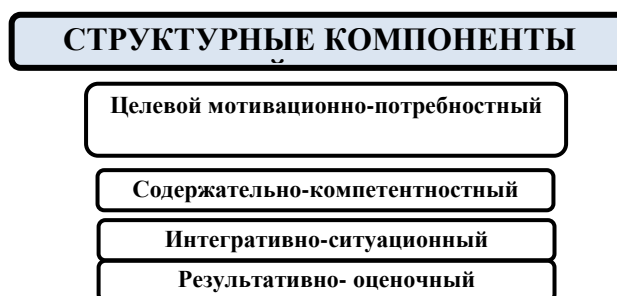 СТРУКТУРНЫЕ КОМПОНЕНТЫ
Целевой мотивационно-потребностный
Содержательно-компетентностный
Интегративно-ситуационный
Результативно- оценочный